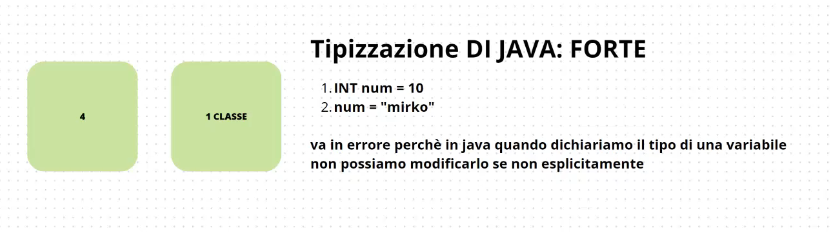 4
1 CLASSE
Tipizzazione DI JAVA: FORTE
1. INT num = 10
2. num = "mirko"
va in errore perchè in java quando dichiariamo il tipo di una variabile
non possiamo modificarlo se non esplicitamente